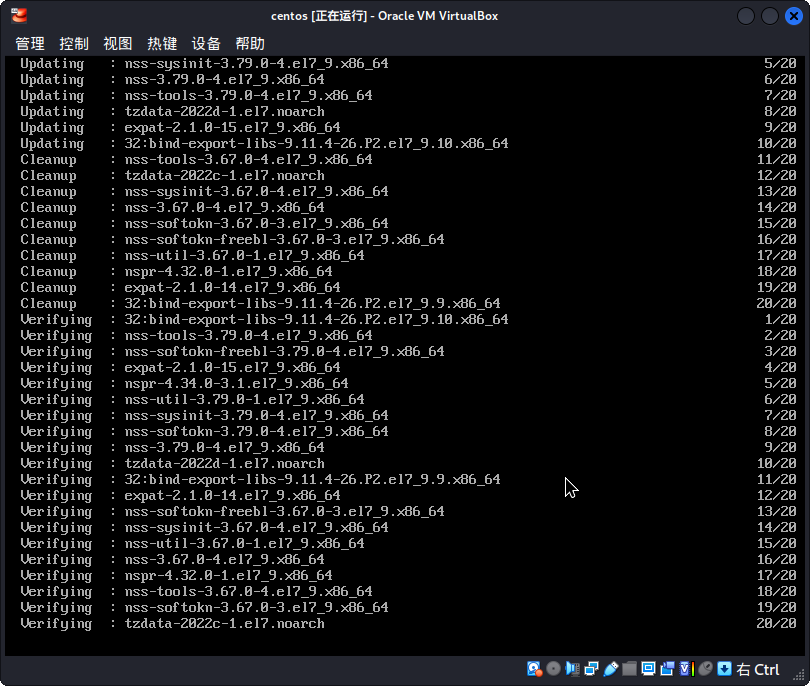 centos [正在运行] - Oracle VM VirtualBox
管理 控制 视图 热键 设备 帮助
Updating : nss-sysinit-3.79.0-4.el7_9.x86_64 5/20
Updating : nss-3.79.0-4.el7_9.x86_64 6/20
Updating : nss-tools-3.79.0-4.el7_9.x86_64 7/20
Updating : tzdata-2022d-1.el7.noarch 8/20
Updating : expat-2.1.0-15.el7_9.x86_64 9/20
Updating : 32:bind-export-libs-9.11.4-26.P2.el7_9.10.x86_64 10/20
Cleanup : nss-tools-3.67.0-4.el7_9.x86_64 11/20
Cleanup : tzdata-2022c-1.el7.noarch 12/20
Cleanup : nss-sysinit-3.67.0-4.el7_9.x86_64 13/20
Cleanup : nss-3.67.0-4.el7_9.x86_64 14/20
Cleanup : nss-softokn-3.67.0-3.el7_9.x86_64 15/20
Cleanup : nss-softokn-freebl-3.67.0-3.el7_9.x86_64 16/20
Cleanup : nss-util-3.67.0-1.el7_9.x86_64 17/20
Cleanup : nspr-4.32.0-1.el7_9.x86_64 18/20
Cleanup : expat-2.1.0-14.el7_9.x86_64 19/20
Cleanup : 32:bind-export-libs-9.11.4-26.P2.el7_9.9.x86_64 20/20
Verifying : 32:bind-export-libs-9.11.4-26.P2.el7_9.10.x86_64 1/20
Verifying : nss-tools-3.79.0-4.el7_9.x86_64 2/20
Verifying : nss-softokn-freebl-3.79.0-4.el7_9.x86_64 3/20
Verifying : expat-2.1.0-15.el7_9.x86_64 4/20
Verifying : nspr-4.34.0-3.1.el7_9.x86_64 5/20
Verifying : nss-util-3.79.0-1.el7_9.x86_64 6/20
Verifying : nss-sysinit-3.79.0-4.el7_9.x86_64 7/20
Verifying : nss-softokn-3.79.0-4.el7_9.x86_64 8/20
Verifying : nss-3.79.0-4.el7_9.x86_64 9/20
Verifying : tzdata-2022d-1.el7.noarch 10/20
Verifying : 32:bind-export-libs-9.11.4-26.P2.el7_9.9.x86_64 11/20
Verifying : expat-2.1.0-14.el7_9.x86_64 12/20
Verifying : nss-softokn-freebl-3.67.0-3.el7_9.x86_64 13/20
Verifying : nss-sysinit-3.67.0-4.el7_9.x86_64 14/20
Verifying : nss-util-3.67.0-1.el7_9.x86_64 15/20
Verifying : nss-3.67.0-4.el7_9.x86_64 16/20
Verifying : nspr-4.32.0-1.el7_9.x86_64 17/20
Verifying : nss-tools-3.67.0-4.el7_9.x86_64 18/20
Verifying : nss-softokn-3.67.0-3.el7_9.x86_64 19/20
Verifying : tzdata-2022c-1.el7.noarch 20/20
右 Ctrl